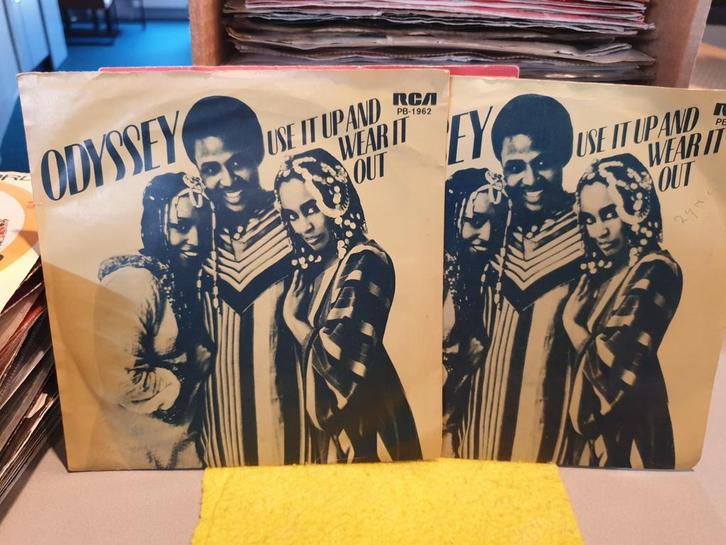 ODYSSEY
RCA
PB-1962
USE IT UP AND
WEAR IT
OUT
EY
R
PB
USE IT UP AND
WEAR IT
OUT